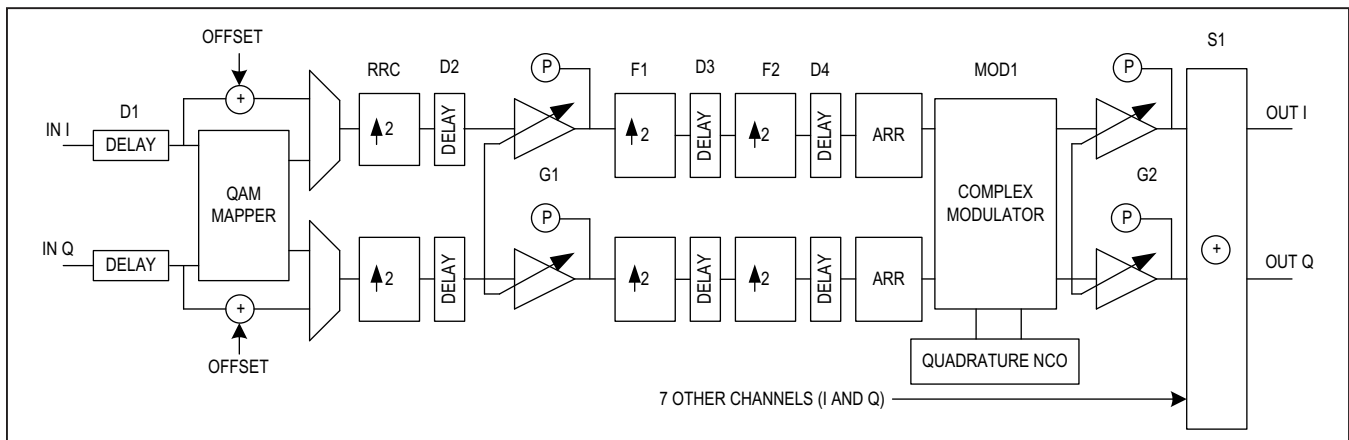 OFFSET
S1
D1
RRC
D2
P
F1
D3
F2
D4
MOD1
P
+
IN I
DELAY
2
DELAY
2
DELAY
2
DELAY
ARR
OUT I
QAM
MAPPER
G1
COMPLEX
MODULATOR
G2
P
P
IN Q
DELAY
+
2
DELAY
2
DELAY
2
DELAY
ARR
+
OUT Q
OFFSET
QUADRATURE NCO
7 OTHER CHANNELS (I AND Q)